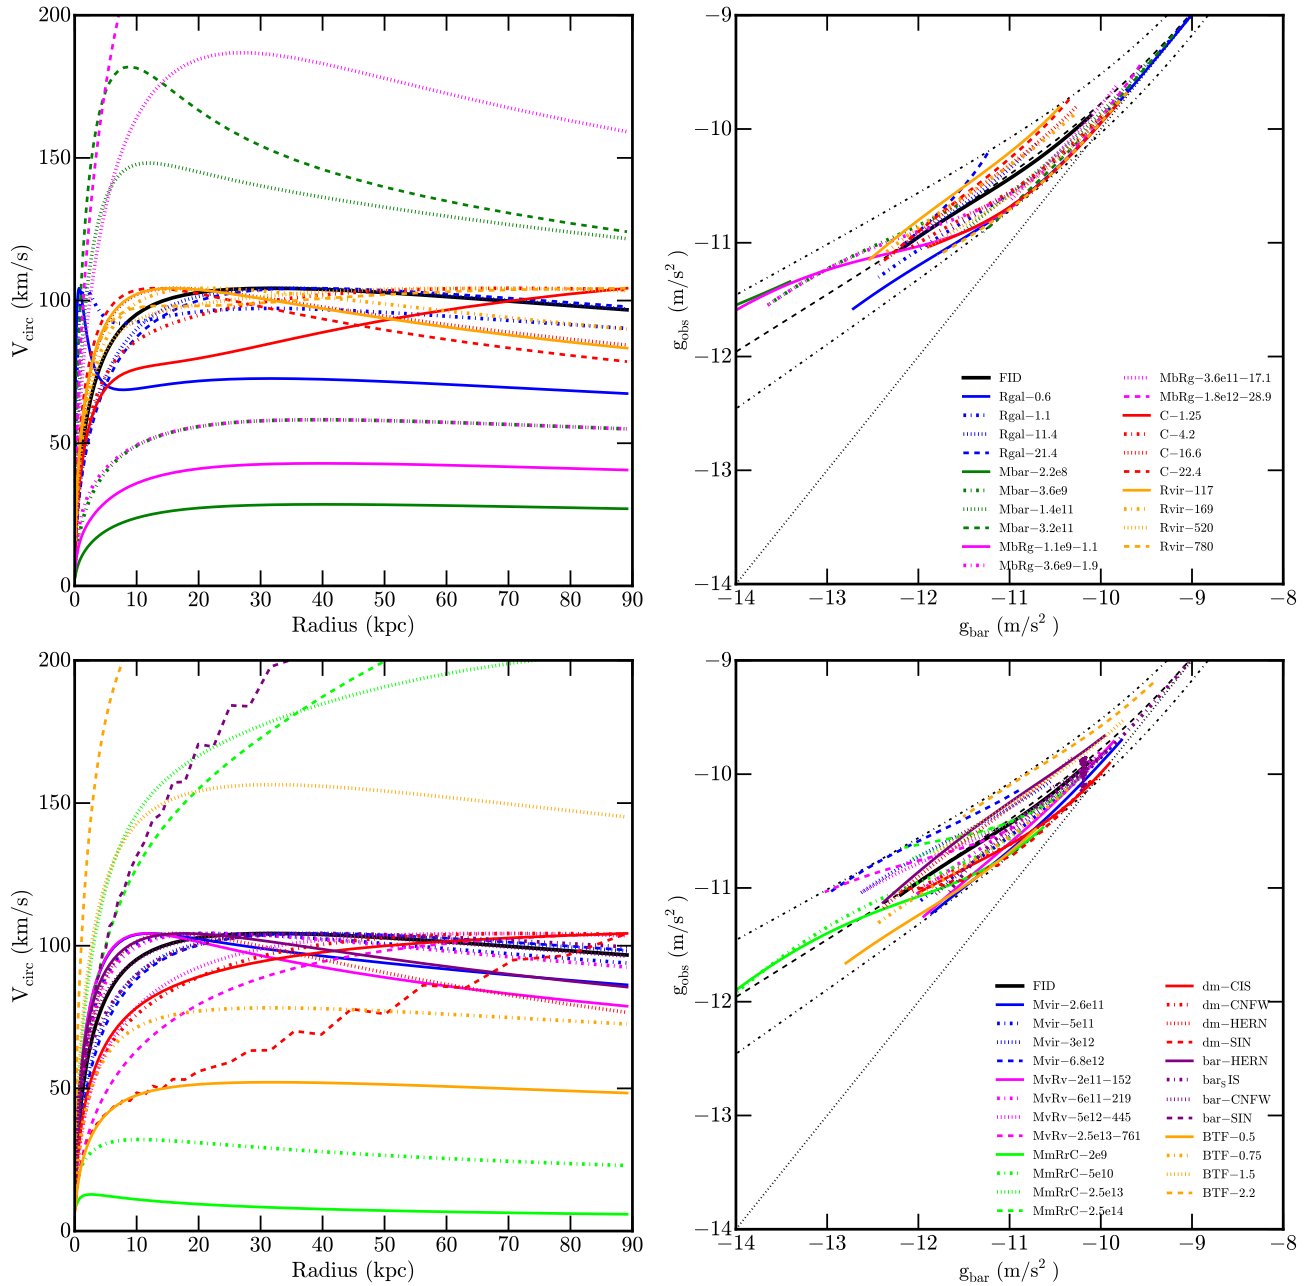 200
150
100
50
0
V_circ (km/s)
0 10 20 30 40 50 60 70 80 90
Radius (kpc)
−9
−10
−11
−12
−13
−14
g_obs (m/s²)
−14 −13 −12 −11 −10 −9 −8
g_bar (m/s² )
FID
Rgal−0.6
Rgal−1.1
Rgal−11.4
Rgal−21.4
Mbar−2.2e8
Mbar−3.6e9
Mbar−1.4e11
Mbar−3.2e11
MbRg−1.1e9−1.1
MbRg−3.6e9−1.9
MbRg−3.6e11−17.1
MbRg−1.8e12−28.9
C−1.25
C−4.2
C−16.6
C−22.4
Rvir−117
Rvir−169
Rvir−520
Rvir−780
200
150
100
50
0
V_circ (km/s)
0 10 20 30 40 50 60 70 80 90
Radius (kpc)
−9
−10
−11
−12
−13
−14
g_obs (m/s²)
−14 −13 −12 −11 −10 −9 −8
g_bar (m/s² )
FID
Mvir−2.6e11
Mvir−5e11
Mvir−3e12
Mvir−6.8e12
MvRv−2e11−152
MvRv−6e11−219
MvRv−5e12−445
MvRv−2.5e13−761
MmRrC−2e9
MmRrC−5e10
MmRrC−2.5e13
MmRrC−2.5e14
dm−CIS
dm−CNFW
dm−HERN
dm−SIN
bar−HERN
bar_S IS
bar−CNFW
bar−SIN
BTF−0.5
BTF−0.75
BTF−1.5
BTF−2.2